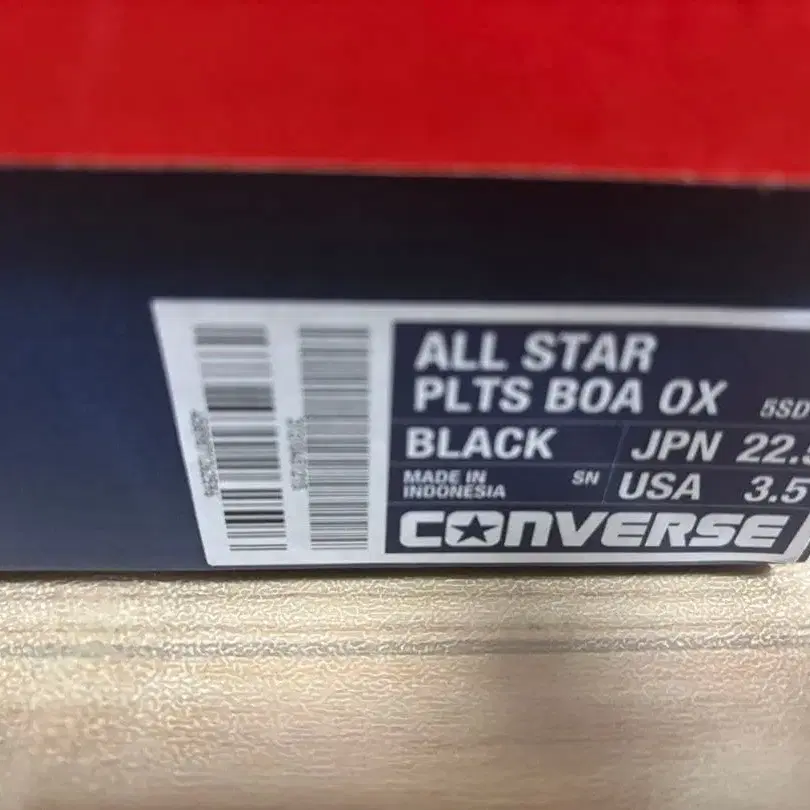 ALL STAR
PLTS BOA OX 5SD
BLACK JPN 22.5
MADE IN SN USA 3.5
INDONESIA
CONVERSE